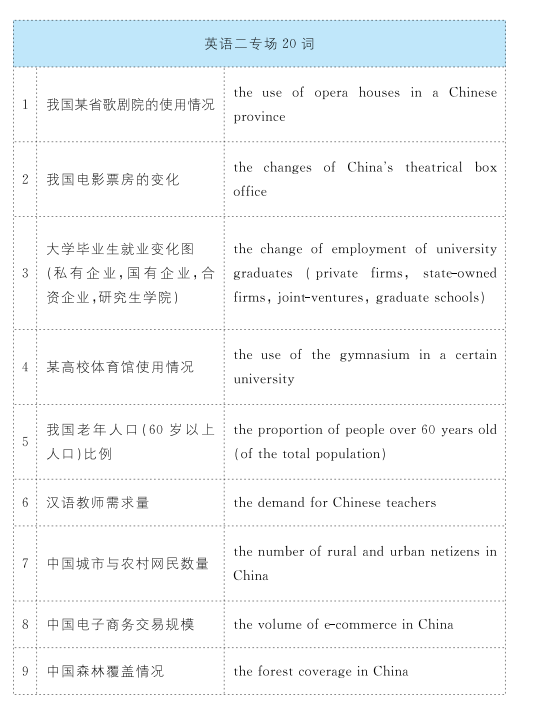 英语二专场 20 词
1 我国某省歌剧院的使用情况 the use of opera houses in a Chinese
province
2 我国电影票房的变化 the changes of China's theatrical box
office
3 大学毕业生就业变化图
(私有企业,国有企业,合
资企业,研究生学院) the change of employment of university
graduates ( private firms, state-owned
firms, joint-ventures, graduate schools)
4 某高校体育馆使用情况 the use of the gymnasium in a certain
university
5 我国老年人口(60 岁以上
人口)比例 the proportion of people over 60 years old
(of the total population)
6 汉语教师需求量 the demand for Chinese teachers
7 中国城市与农村网民数量 the number of rural and urban netizens in
China
8 中国电子商务交易规模 the volume of e-commerce in China
9 中国森林覆盖情况 the forest coverage in China